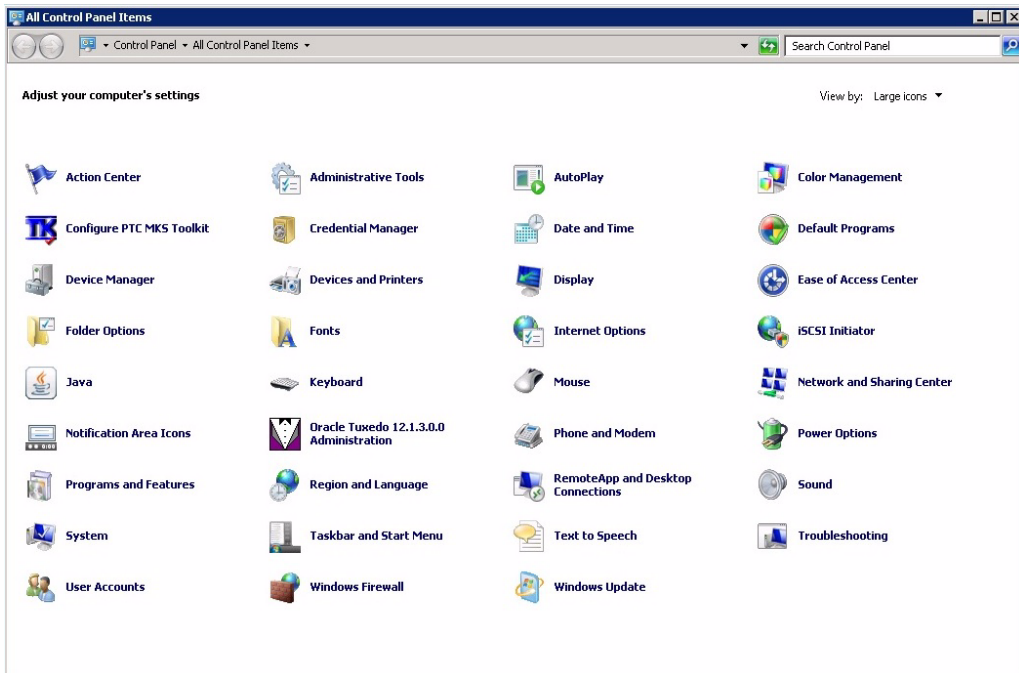 All Control Panel Items
Control Panel All Control Panel Items
Search Control Panel
Adjust your computer's settings
View by: Large icons
Action Center
Administrative Tools
AutoPlay
Color Management
TK
Configure PTC MKS Toolkit
Credential Manager
Date and Time
Default Programs
Device Manager
Devices and Printers
Display
Ease of Access Center
Folder Options
Fonts
Internet Options
iSCSI Initiator
Java
Keyboard
Mouse
Network and Sharing Center
Notification Area Icons
Oracle Tuxedo 12.1.3.0.0
Administration
Phone and Modem
Power Options
Programs and Features
Region and Language
RemoteApp and Desktop
Connections
Sound
System
Taskbar and Start Menu
Text to Speech
Troubleshooting
User Accounts
Windows Firewall
Windows Update